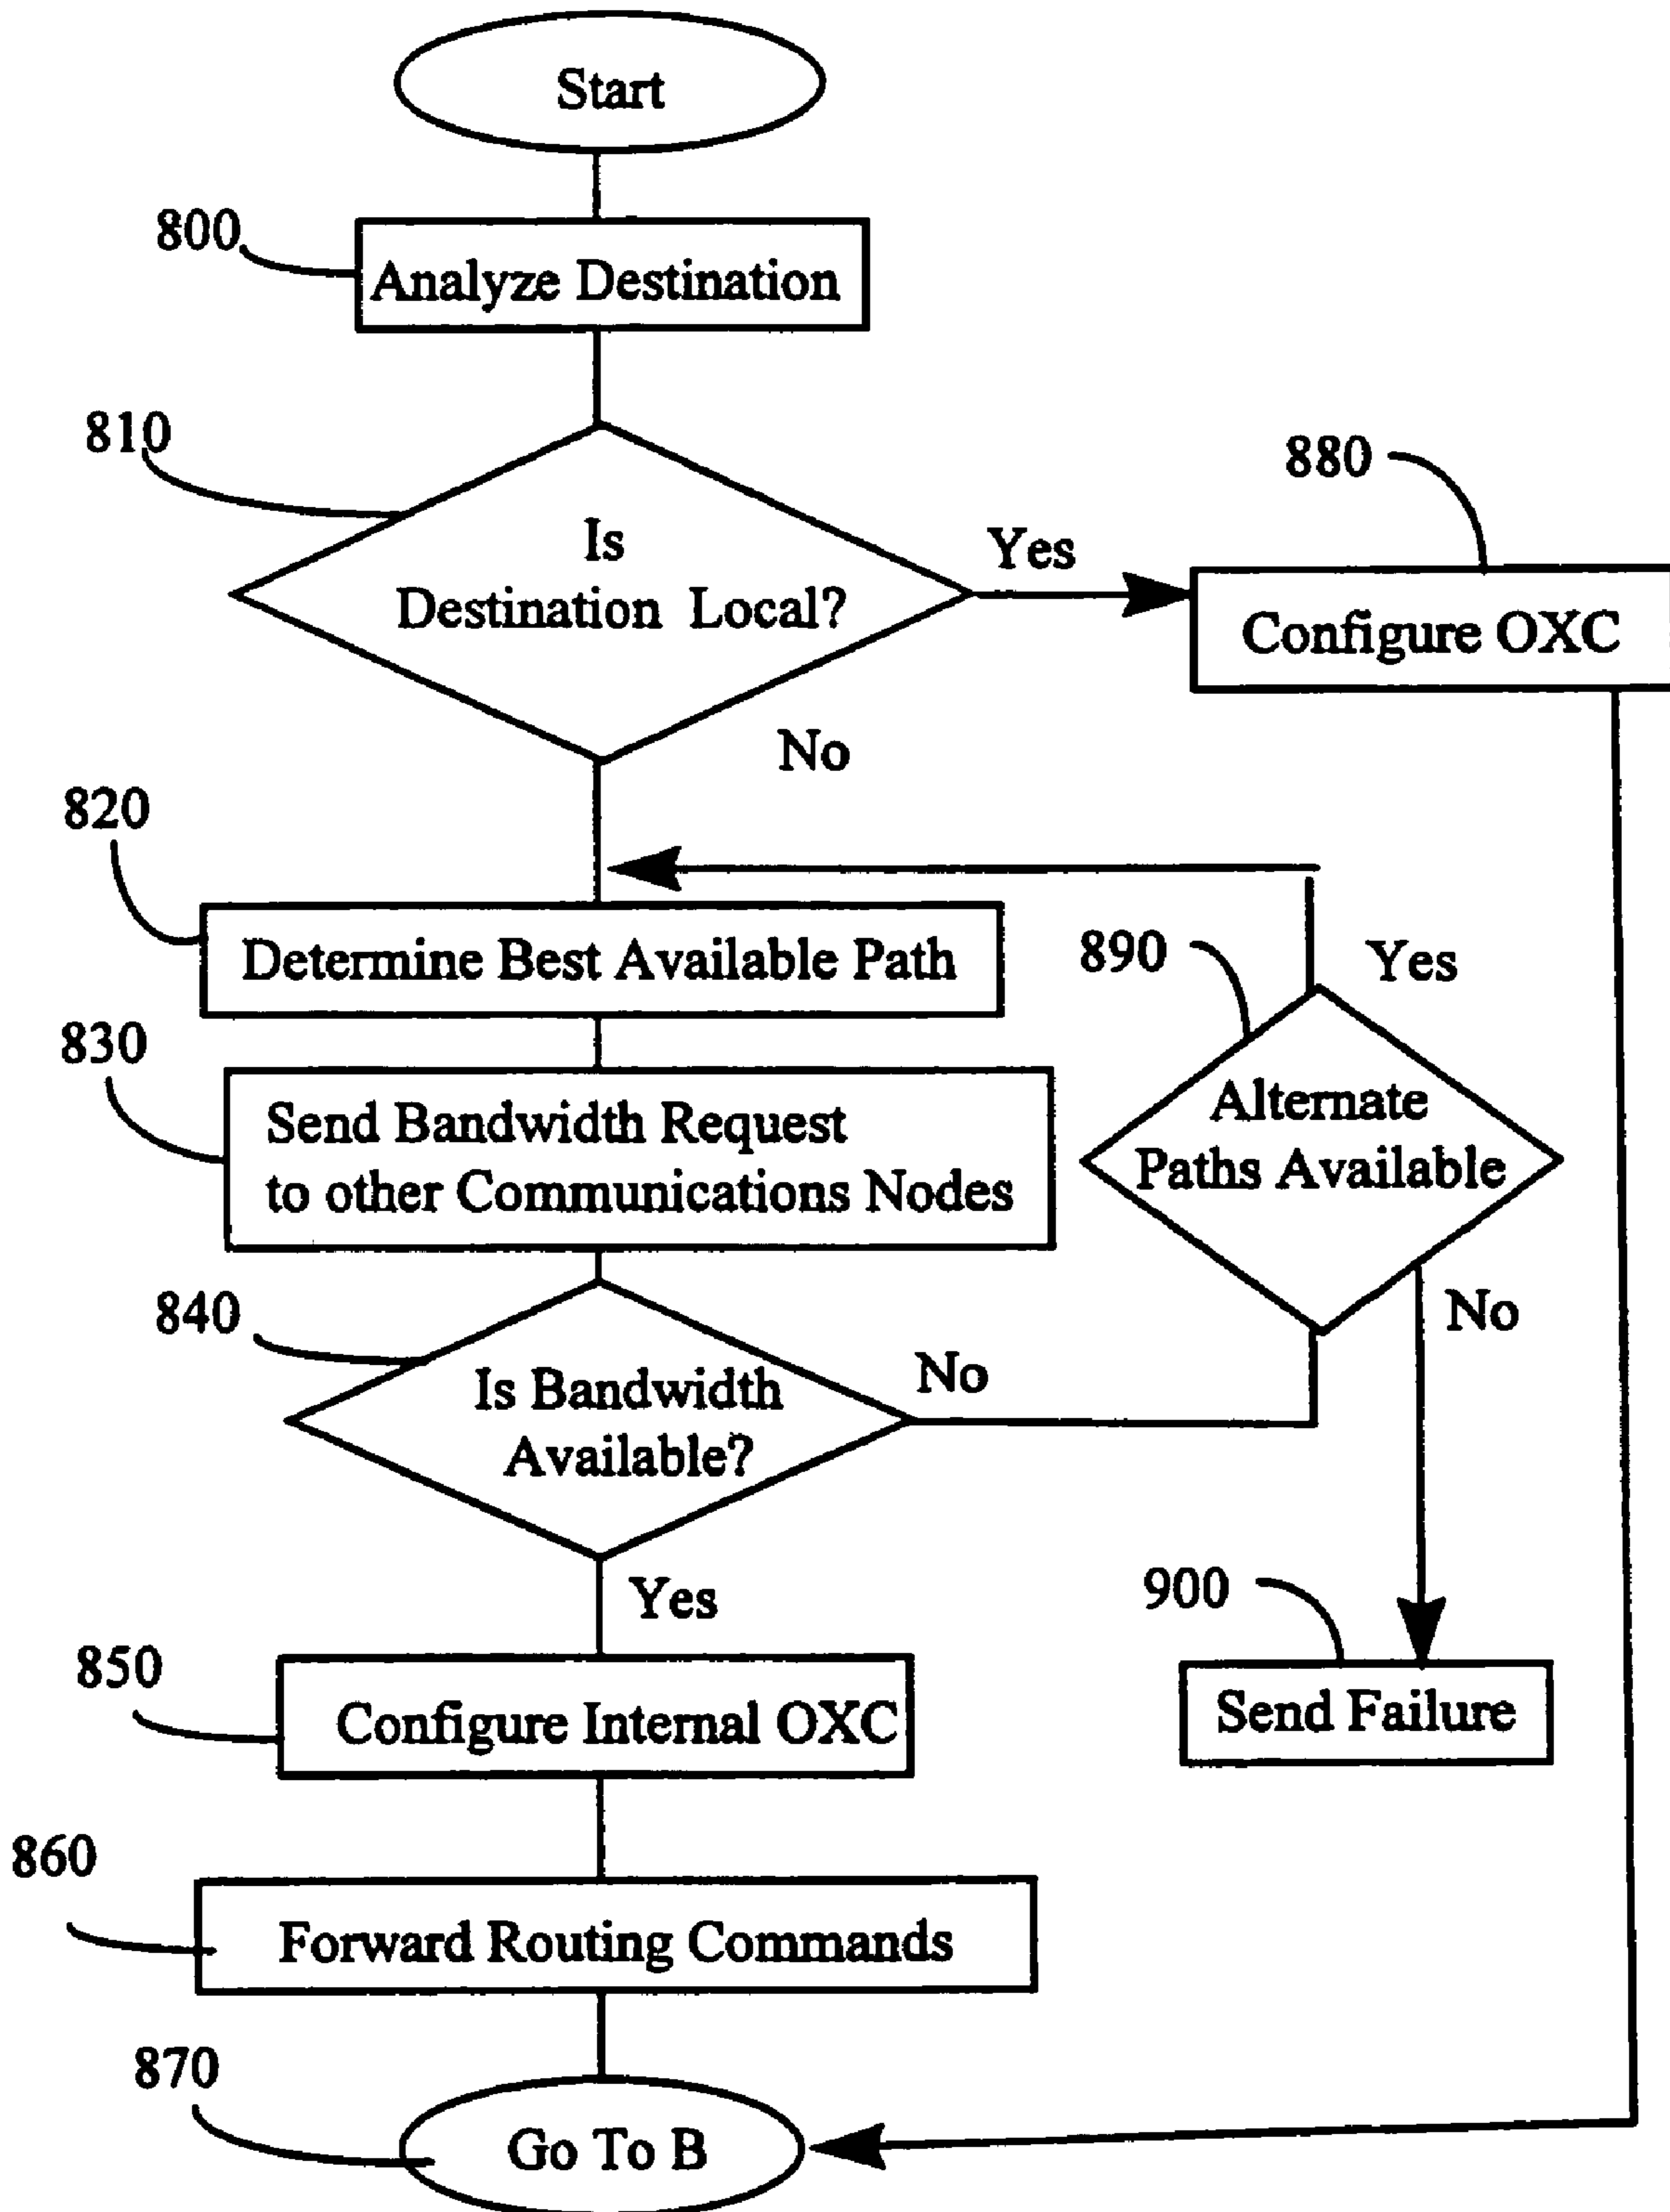 Start
800
Analyze Destination
810
Is
Destination Local?
Yes
880
Configure OXC
No
820
Determine Best Available Path
890
Yes
830
Send Bandwidth Request
to other Communications Nodes
Alternate
Paths Available
840
Is Bandwidth
Available?
No
No
Yes
900
850
Configure Internal OXC
Send Failure
860
Forward Routing Commands
870
Go To B